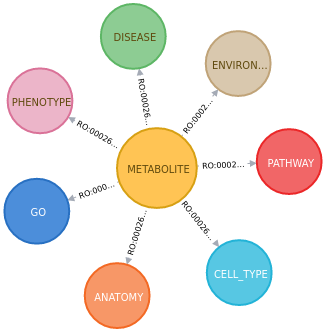 DISEASE
ENVIRON...
PHENOTYPE
RO:00026...
RO:0002...
RO:00026...
METABOLITE
RO:0002...
PATHWAY
RO:000...
GO
RO:00026...
RO:00026...
CELL_TYPE
ANATOMY